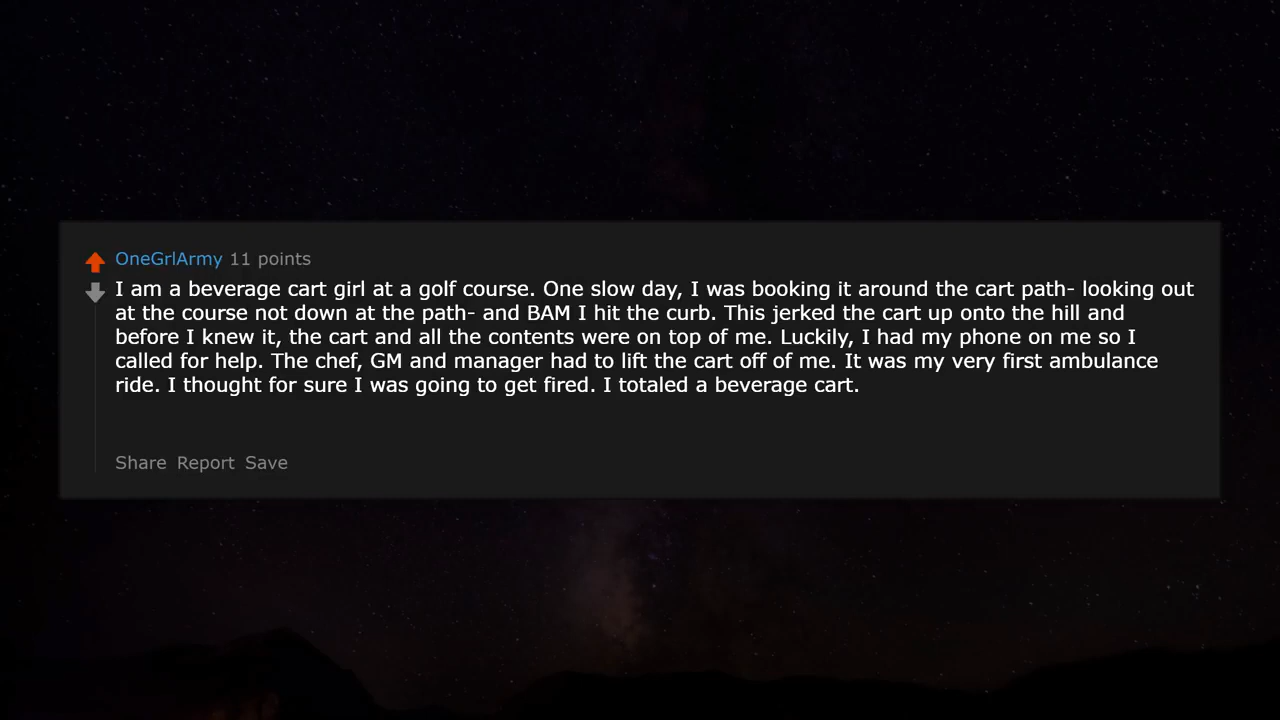 OneGrlArmy 11 points
I am a beverage cart girl at a golf course. One slow day, I was booking it around the cart path- looking out
at the course not down at the path- and BAM I hit the curb. This jerked the cart up onto the hill and
before I knew it, the cart and all the contents were on top of me. Luckily, I had my phone on me so I
called for help. The chef, GM and manager had to lift the cart off of me. It was my very first ambulance
ride. I thought for sure I was going to get fired. I totaled a beverage cart.
Share Report Save